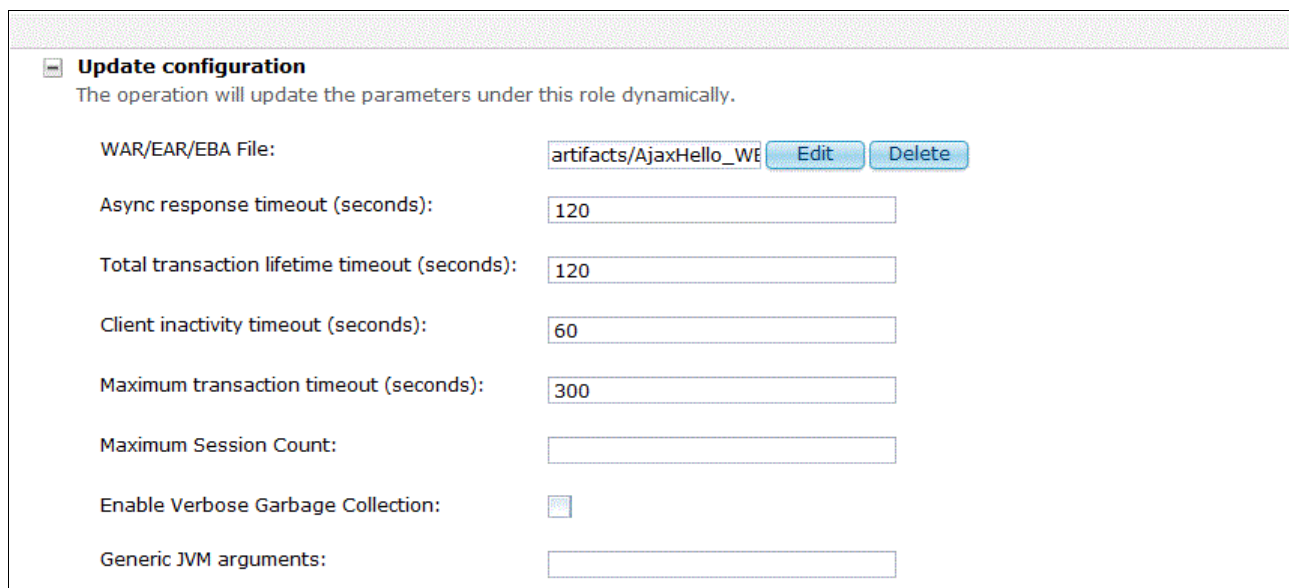 Update configuration
The operation will update the parameters under this role dynamically.
WAR/EAR/EBA File: artifacts/AjaxHello_WE Edit Delete
Async response timeout (seconds): 120
Total transaction lifetime timeout (seconds): 120
Client inactivity timeout (seconds): 60
Maximum transaction timeout (seconds): 300
Maximum Session Count:
Enable Verbose Garbage Collection:
Generic JVM arguments: